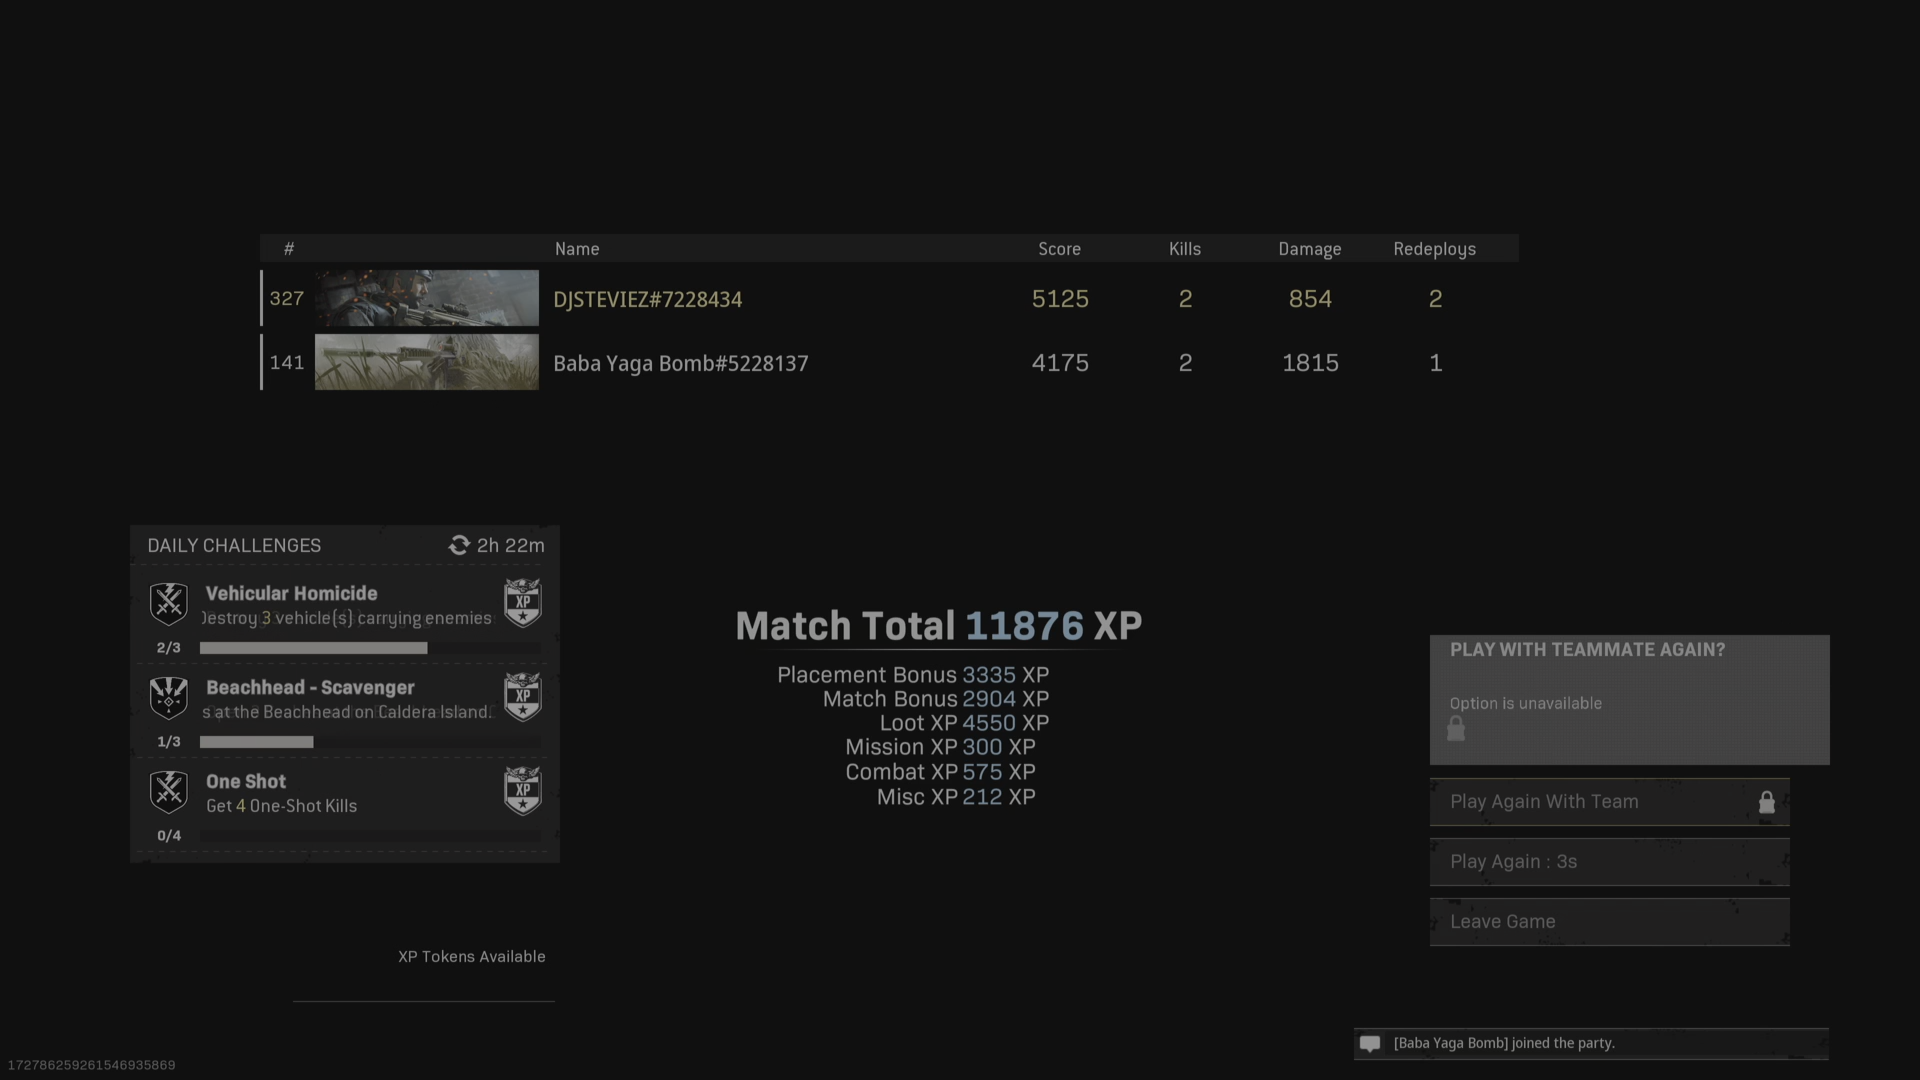 # Name Score Kills Damage Redeploys
327 DJSTEVIEZ#7228434 5125 2 854 2
141 Baba Yaga Bomb#5228137 4175 2 1815 1
DAILY CHALLENGES 2h 22m
Vehicular Homicide
Destroy 3 vehicle(s) carrying enemies
XP
2/3
Beachhead - Scavenger
s at the Beachhead on Caldera Island.
XP
1/3
One Shot
Get 4 One-Shot Kills
XP
0/4
XP Tokens Available
Match Total 11876 XP
Placement Bonus 3335 XP
Match Bonus 2904 XP
Loot XP 4550 XP
Mission XP 300 XP
Combat XP 575 XP
Misc XP 212 XP
PLAY WITH TEAMMATE AGAIN?
Option is unavailable
Play Again With Team
Play Again : 3s
Leave Game
[Baba Yaga Bomb] joined the party.
172786259261546935869